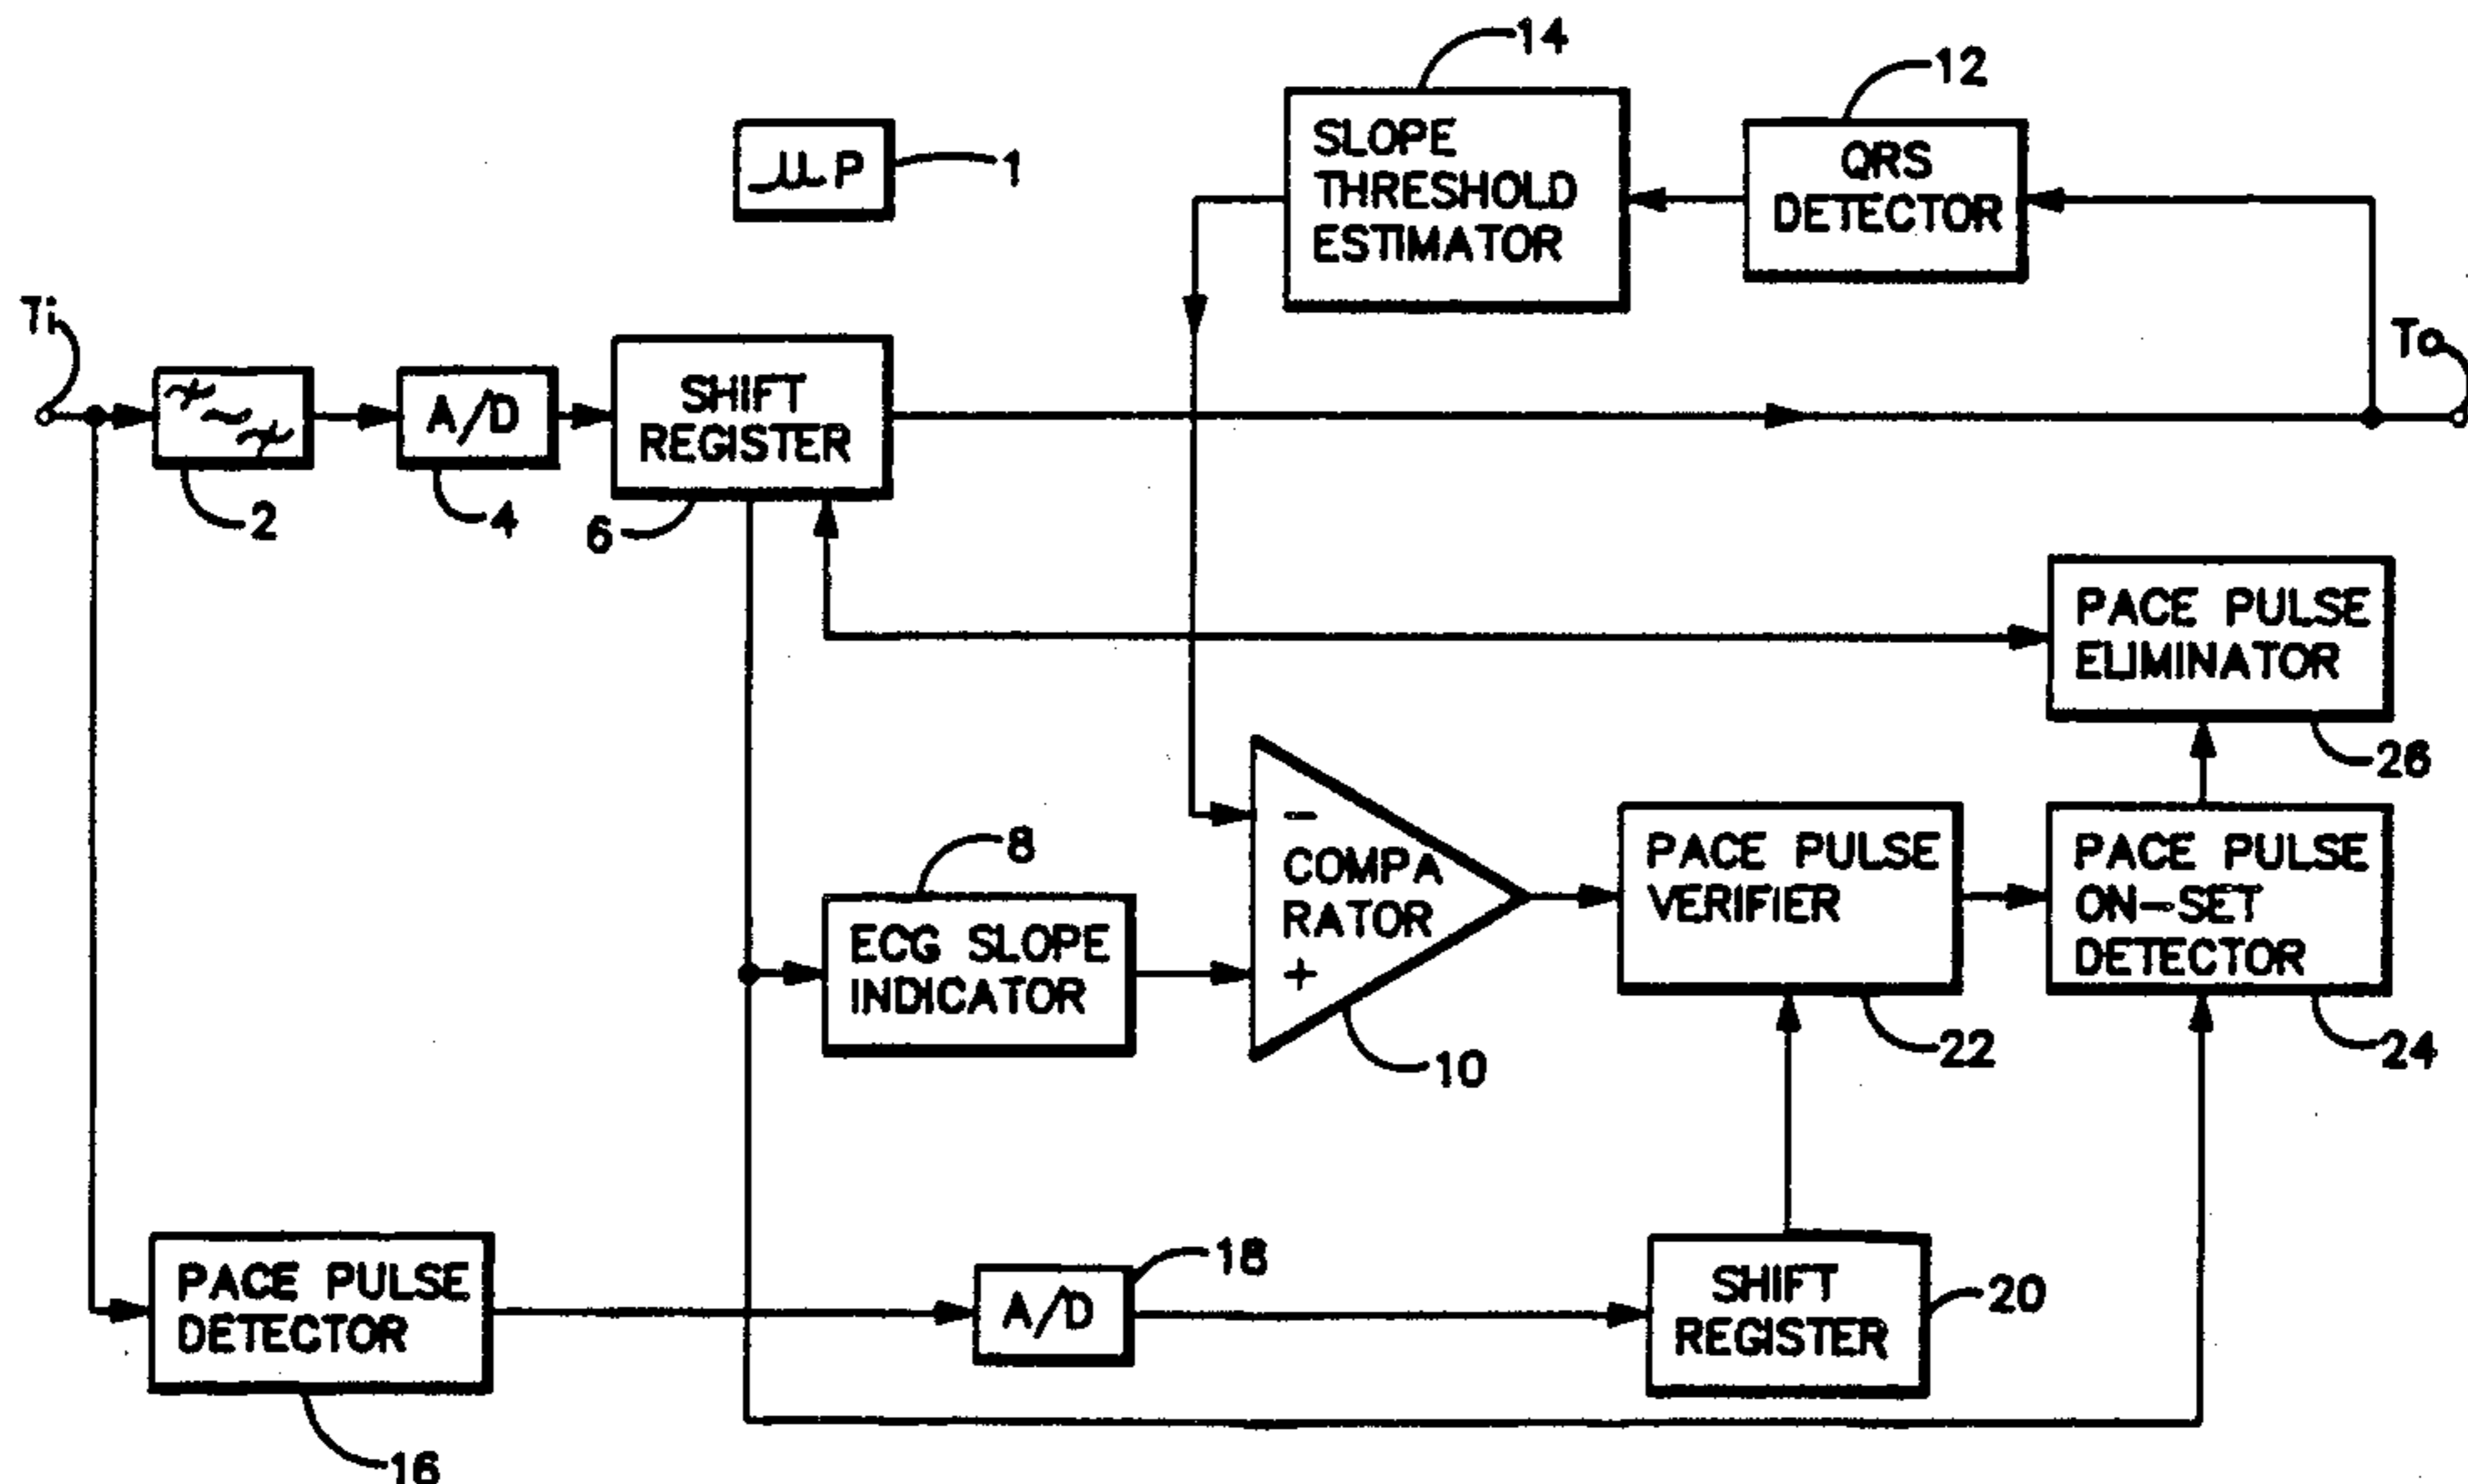 14
12
SLOPE
THRESHOLD
ESTIMATOR
QRS
DETECTOR
μP
1
Ti
To
A/D
SHIFT
REGISTER
2
4
6
PACE PULSE
ELIMINATOR
26
8
COMPA
RATOR
-
+
ECG SLOPE
INDICATOR
PACE PULSE
VERIFIER
PACE PULSE
ON-SET
DETECTOR
10
22
24
PACE PULSE
DETECTOR
16
A/D
18
SHIFT
REGISTER
20